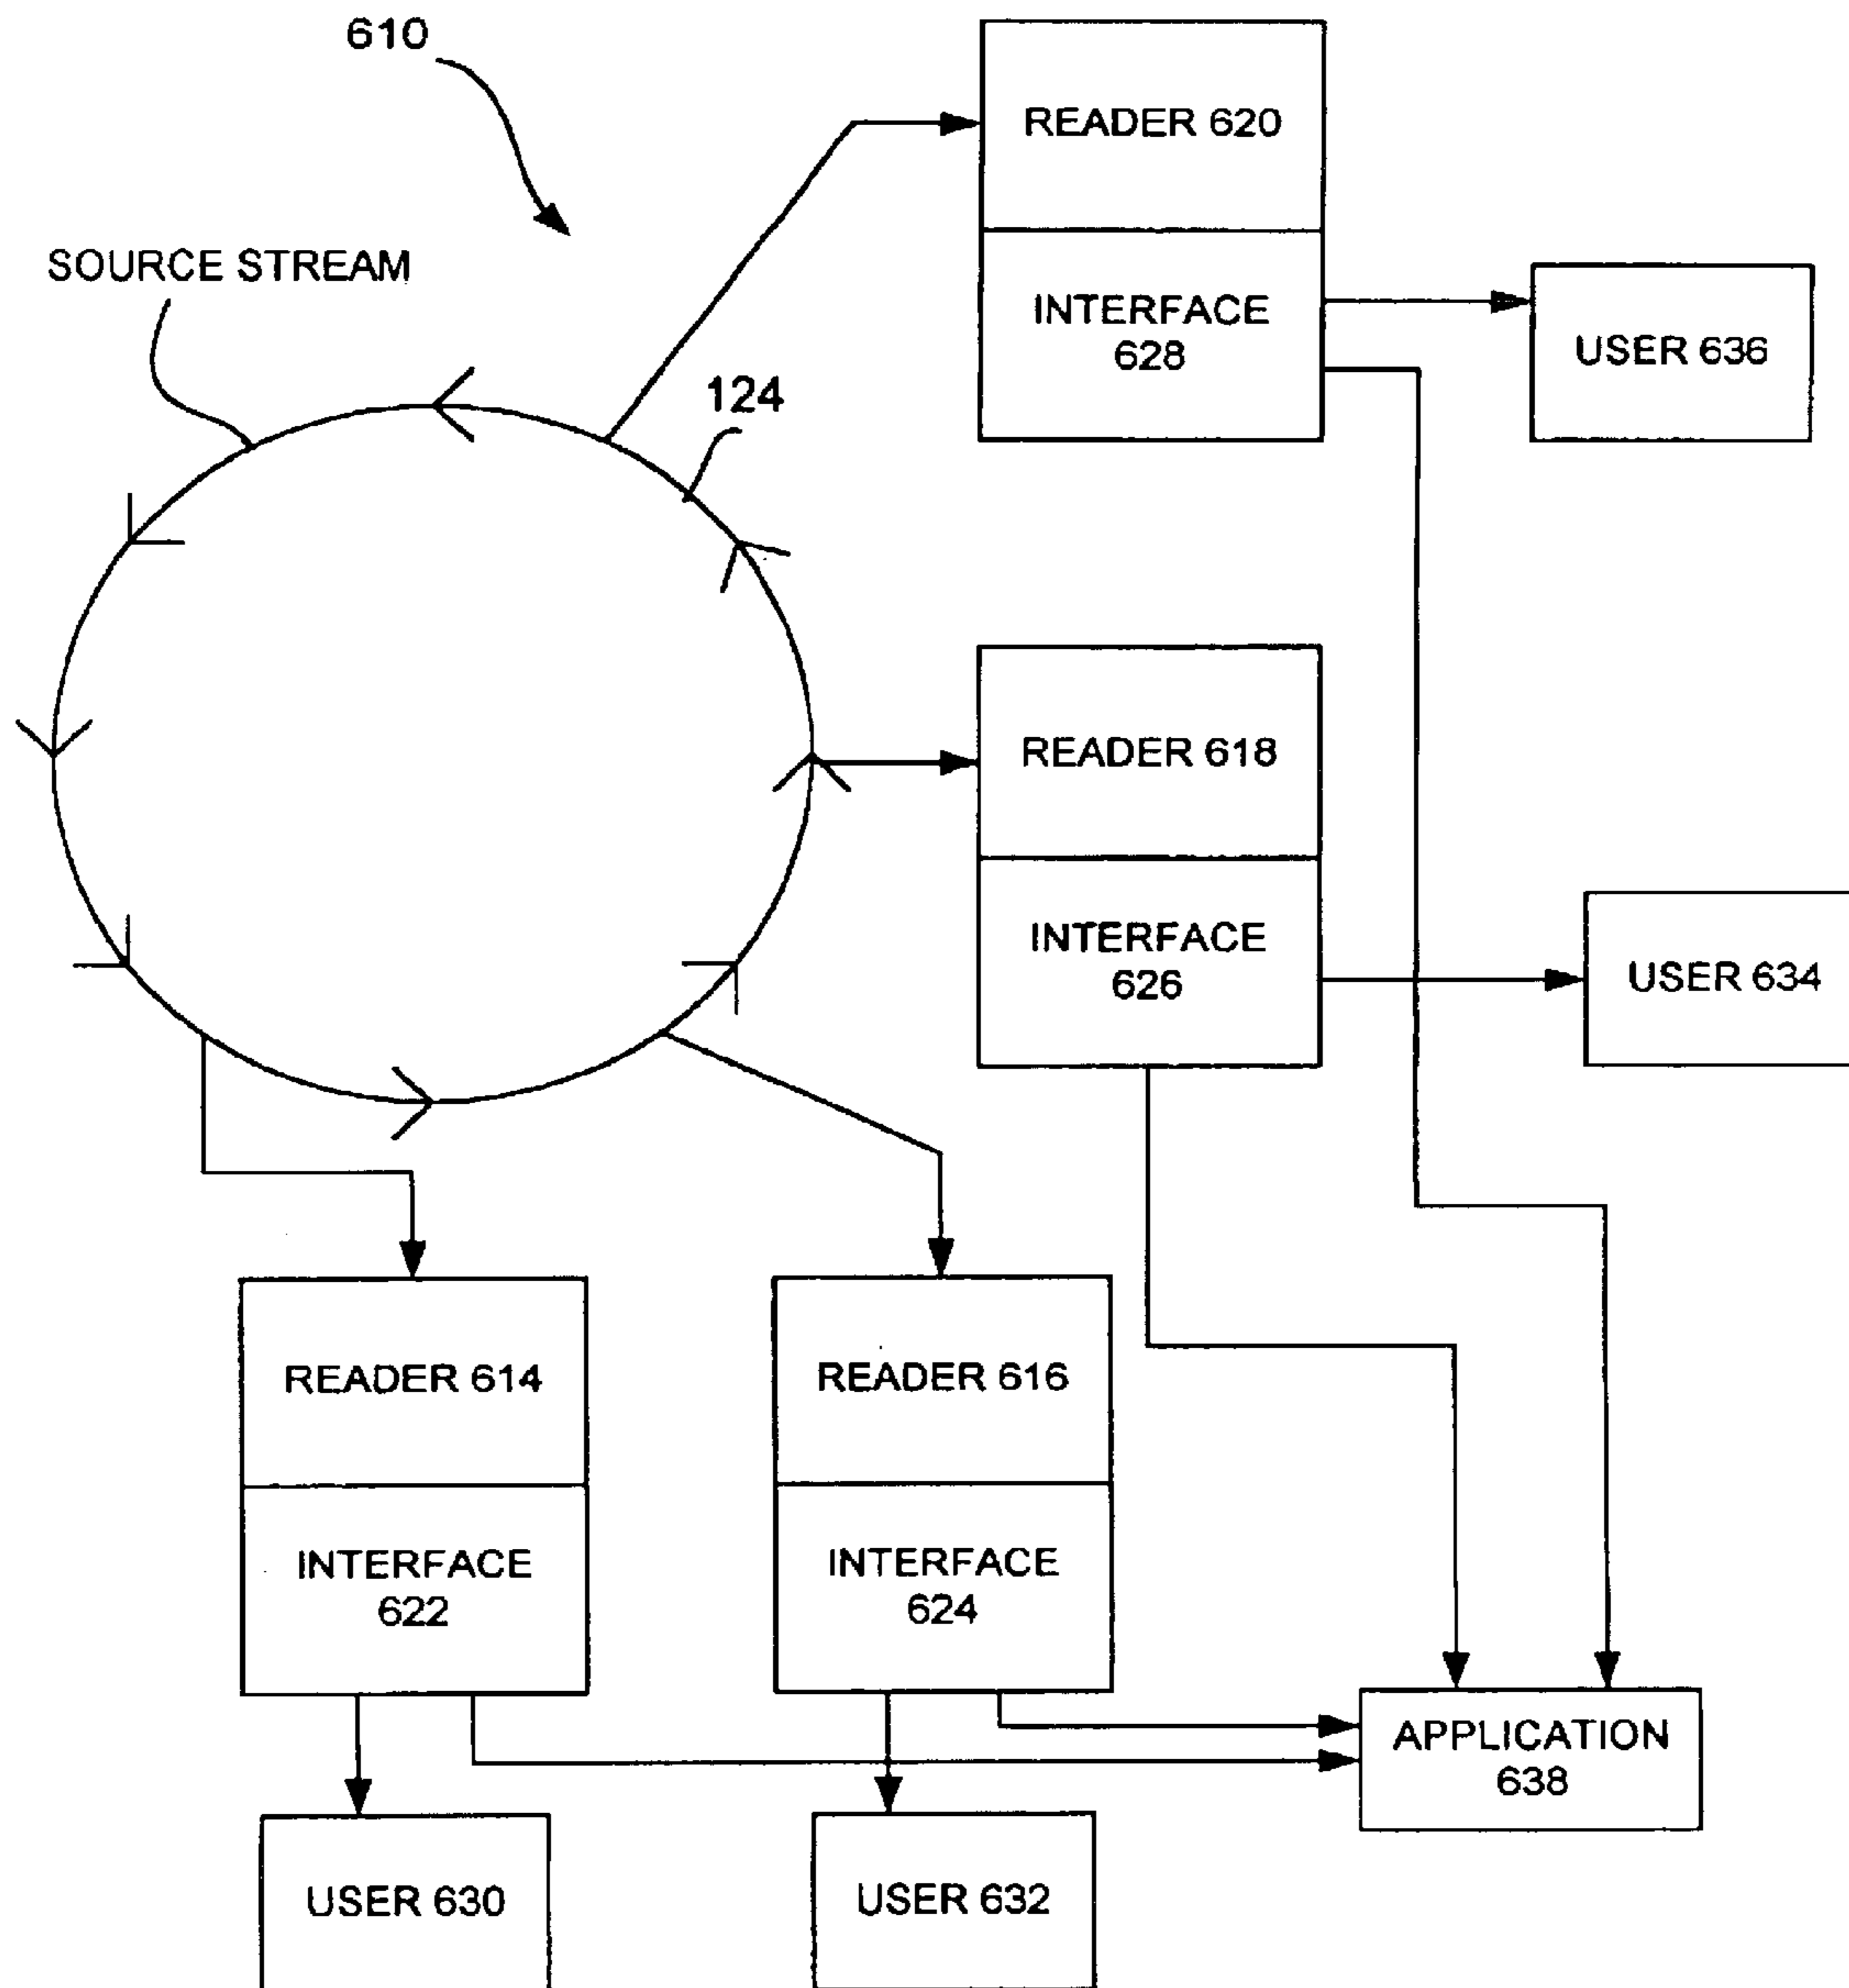 610
READER 620
SOURCE STREAM
INTERFACE
628
USER 636
124
READER 618
INTERFACE
626
USER 634
READER 614
READER 616
INTERFACE
622
INTERFACE
624
APPLICATION
638
USER 630
USER 632